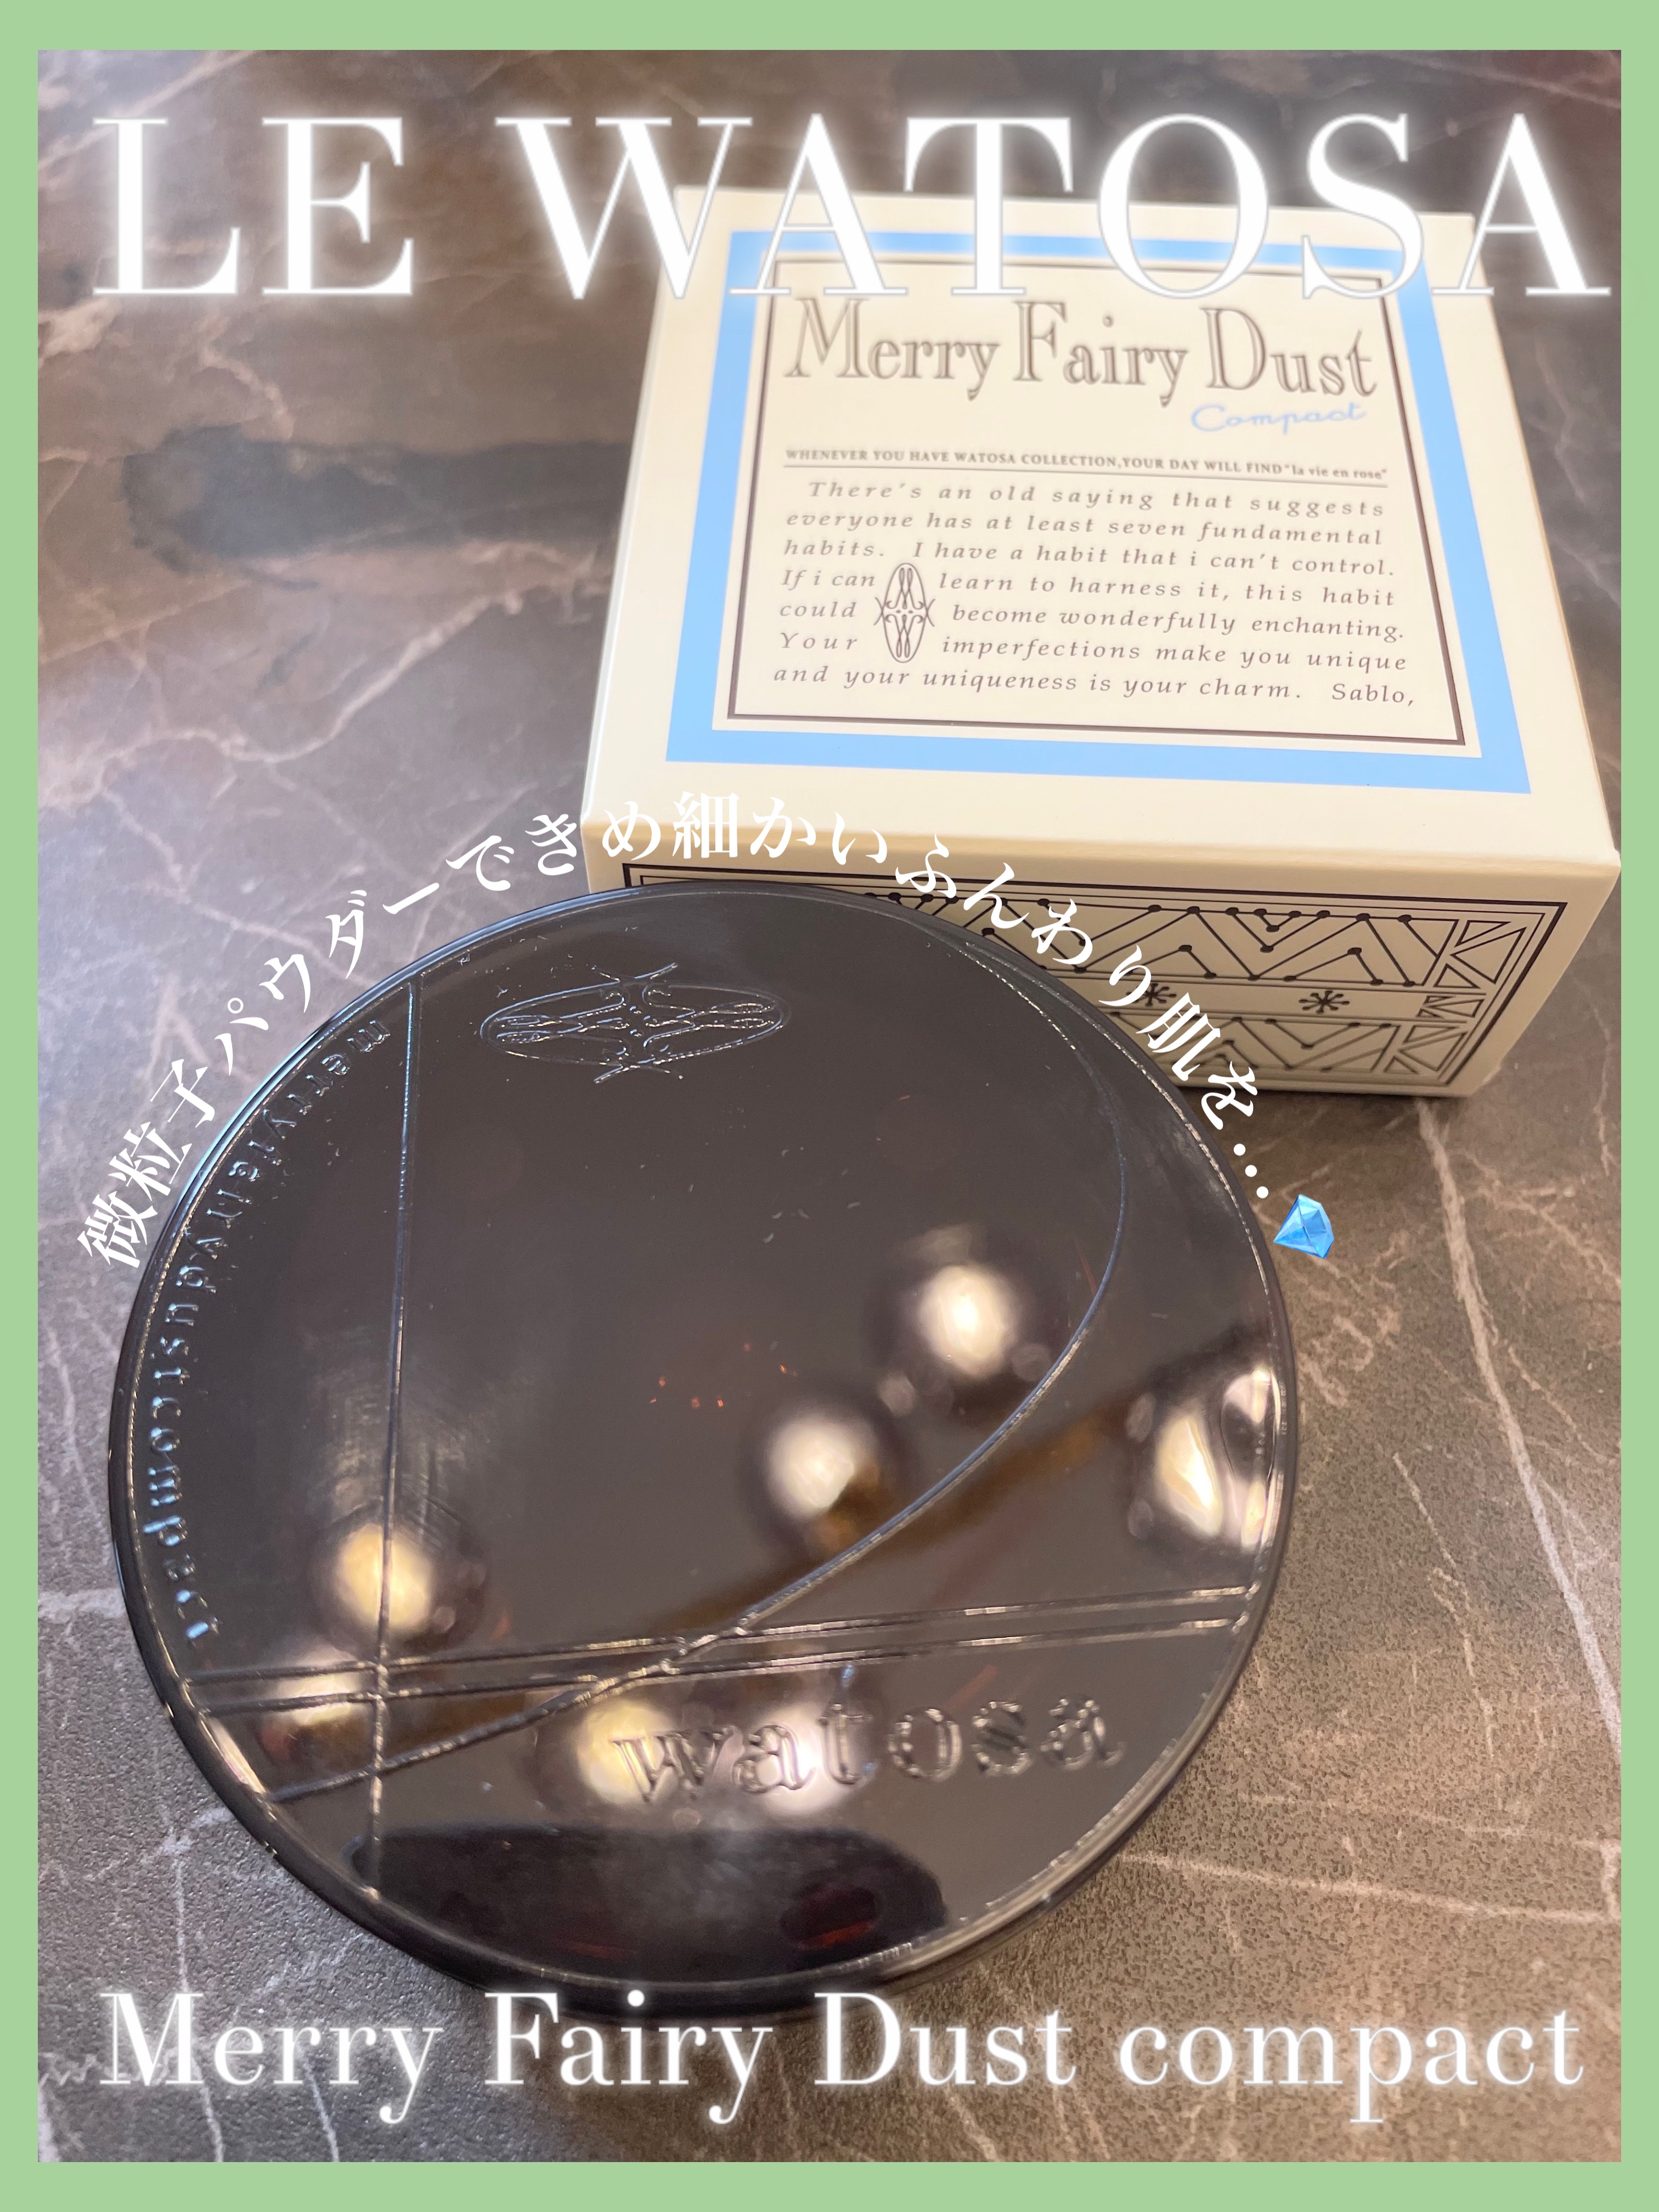 LE WATOSA
Merry Fairy Dust
Compact
WHENEVER YOU HAVE WATOSA COLLECTION,YOUR DAY WILL FIND"la vie en rose"
There's an old saying that suggests
everyone has at least seven fundamental
habits. I have a habit that i can't control.
If i can learn to harness it, this habit
could become wonderfully enchanting.
Your imperfections make you unique
and your uniqueness is your charm. Sablo,
微粒子パウダーできめ細かいふんわり肌を…💎
merryfairydustcompact
watosa
Merry Fairy Dust compact